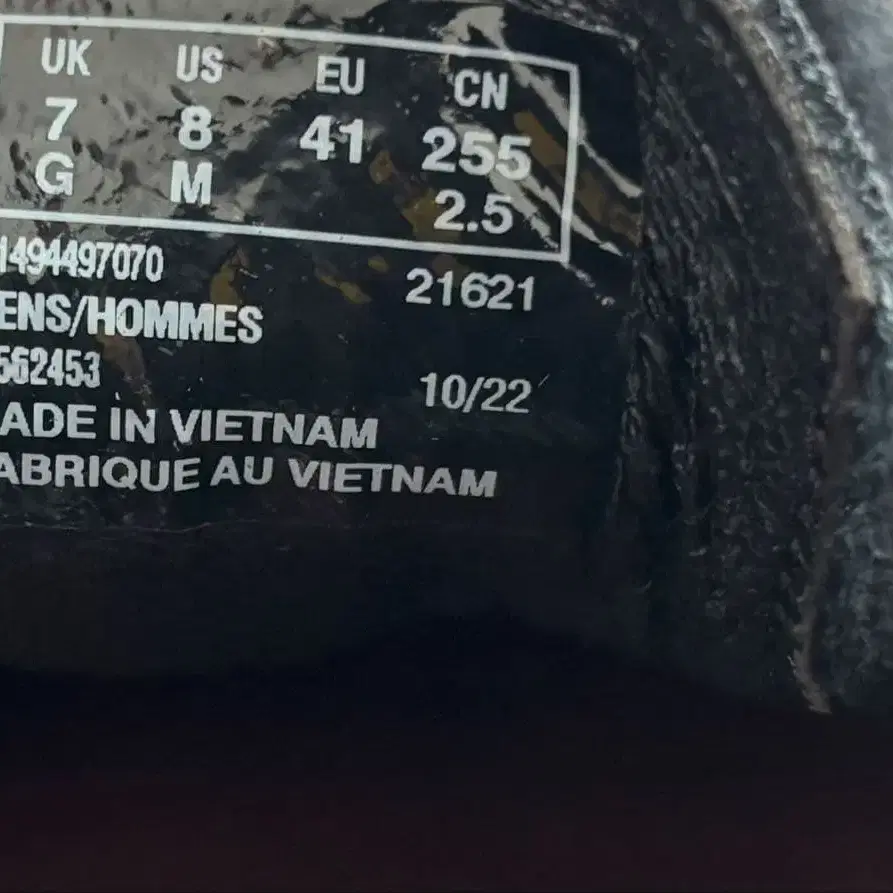 UK US EU CN
7 8 41 255
G M 2.5
1494497070 21621
ENS/HOMMES
562453 10/22
ADE IN VIETNAM
ABRIQUE AU VIETNAM